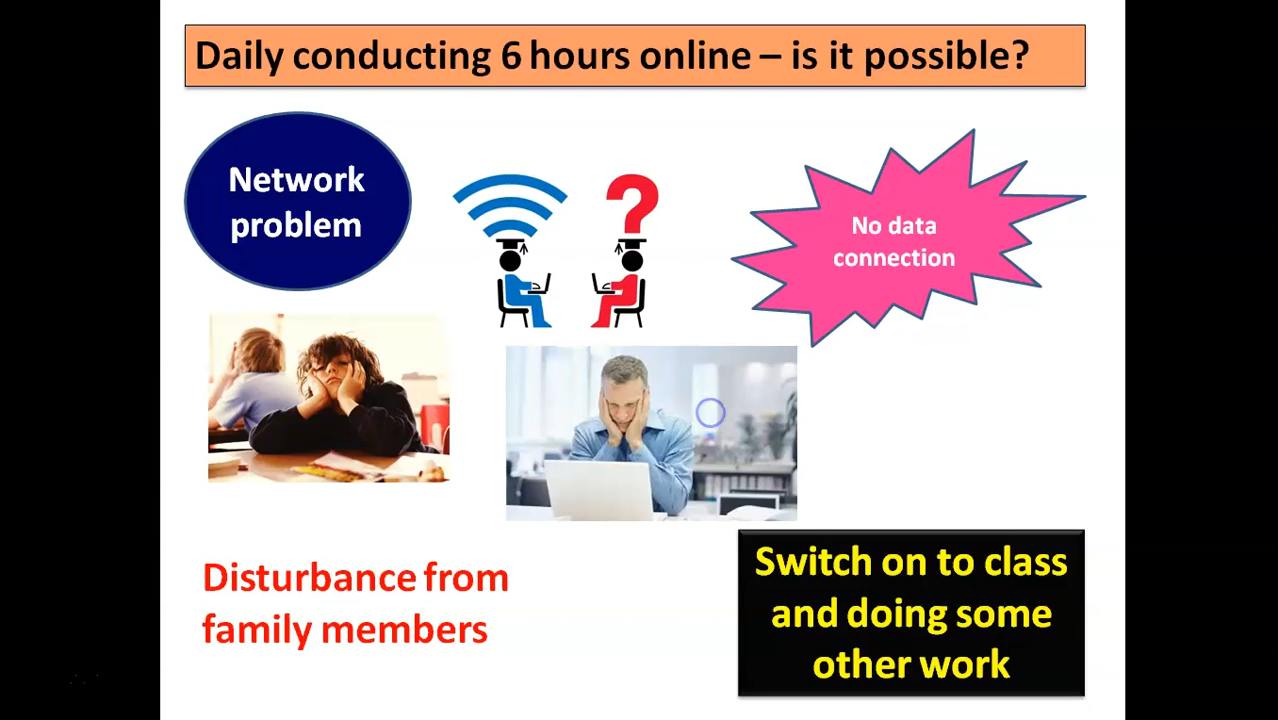 Daily conducting 6 hours online – is it possible?
Network
problem
No data
connection
Disturbance from
family members
Switch on to class
and doing some
other work